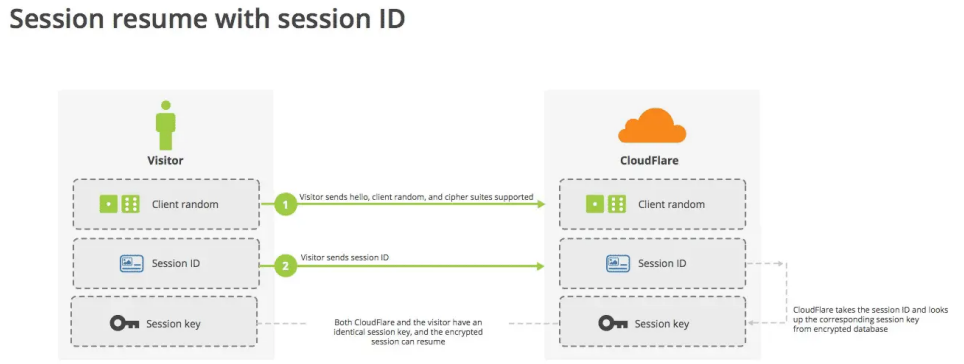 Session resume with session ID
Visitor
CloudFlare
Client random
1
Visitor sends hello, client random, and cipher suites supported
Client random
Session ID
2
Visitor sends session ID
Session ID
Session key
Both CloudFlare and the visitor have an
identical session key, and the encrypted
session can resume
Session key
CloudFlare takes the session ID and looks
up the corresponding session key
from encrypted database